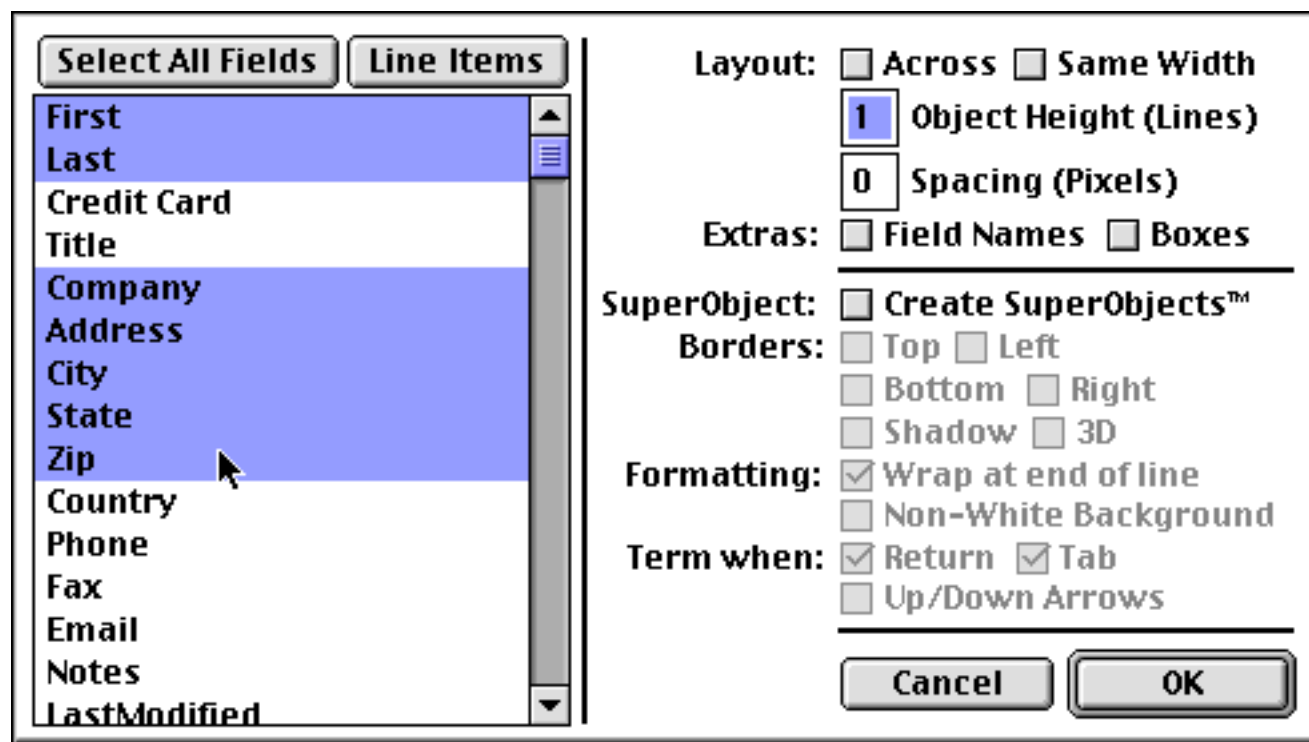 Select All Fields
Line Items
First
Last
Credit Card
Title
Company
Address
City
State
Zip
Country
Phone
Fax
Email
Notes
LastModified
Layout: Across Same Width
1 Object Height (Lines)
0 Spacing (Pixels)
Extras: Field Names Boxes
SuperObject: Create SuperObjects™
Borders: Top Left
Bottom Right
Shadow 3D
Formatting: Wrap at end of line
Non-White Background
Term when: Return Tab
Up/Down Arrows
Cancel OK